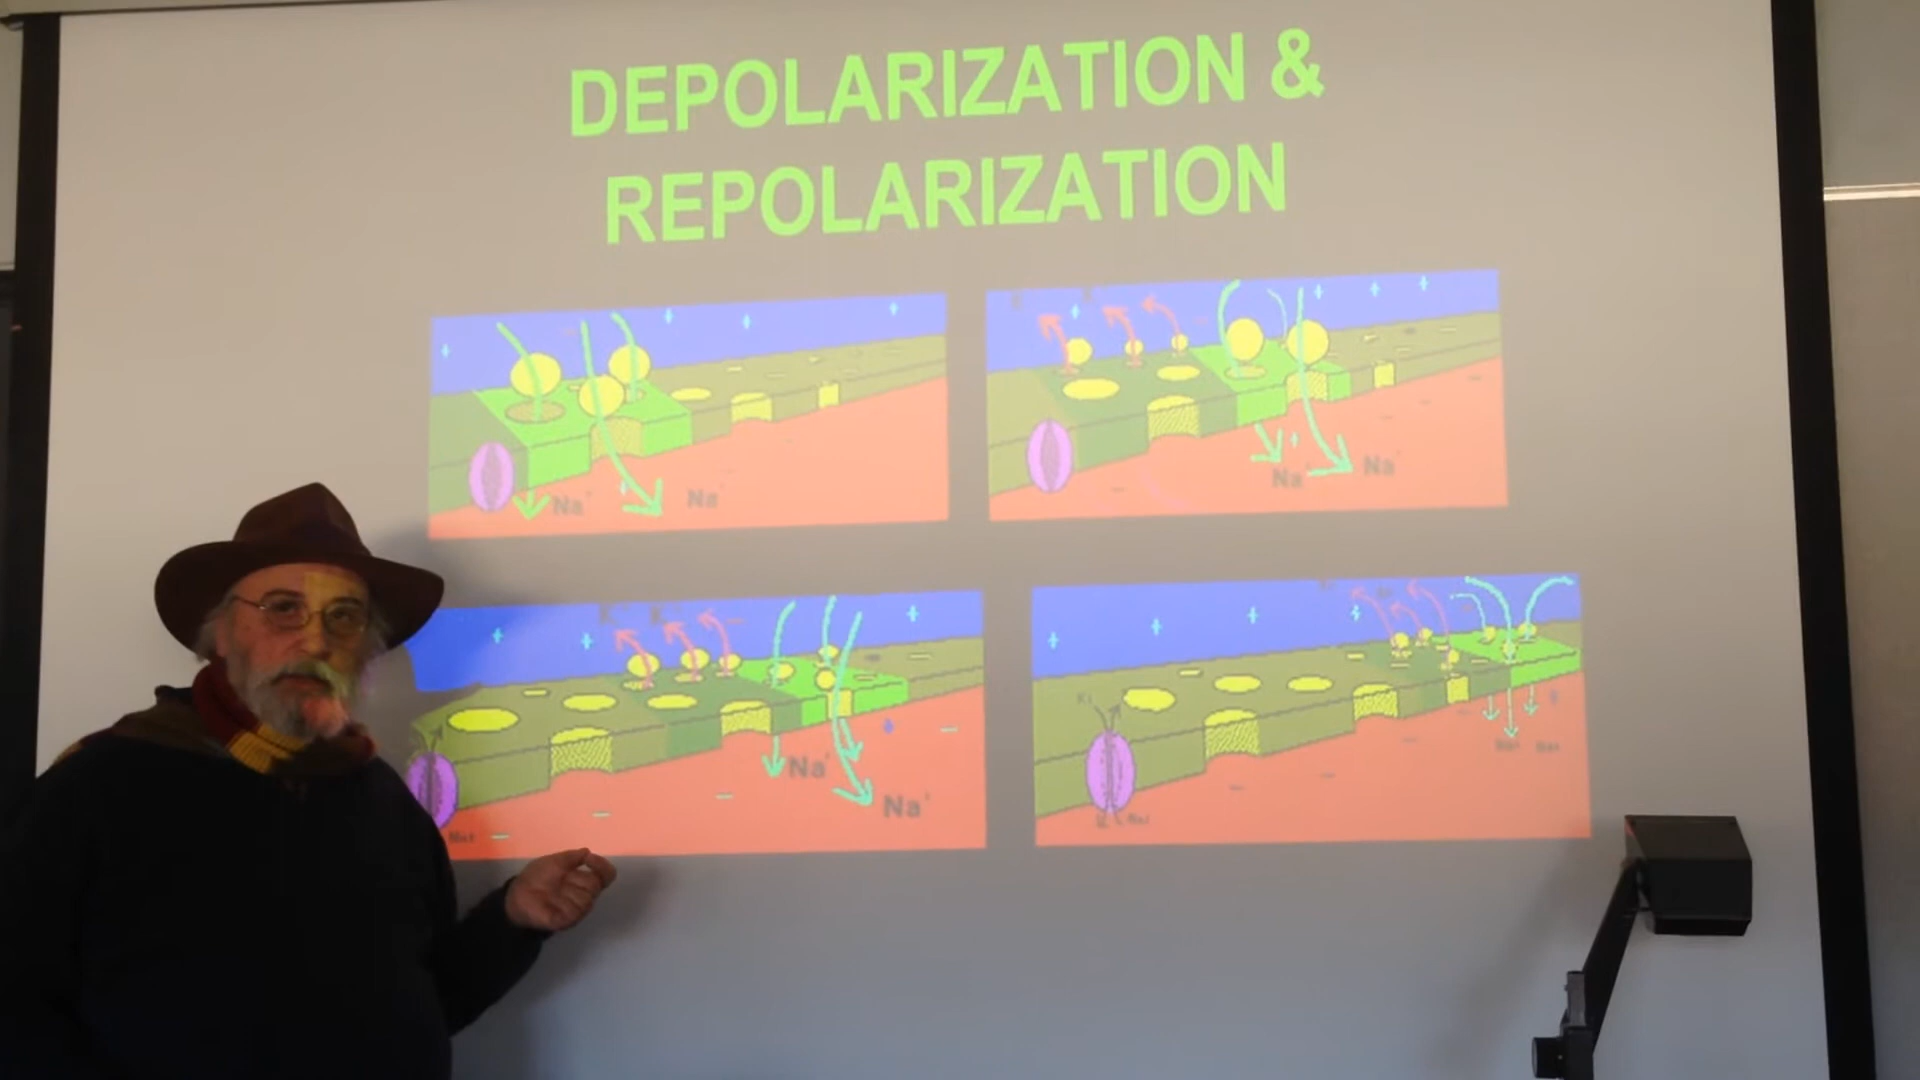 DEPOLARIZATION &
REPOLARIZATION
Na⁺ Na⁺
Na⁺ Na⁺
Na⁺
Na⁺